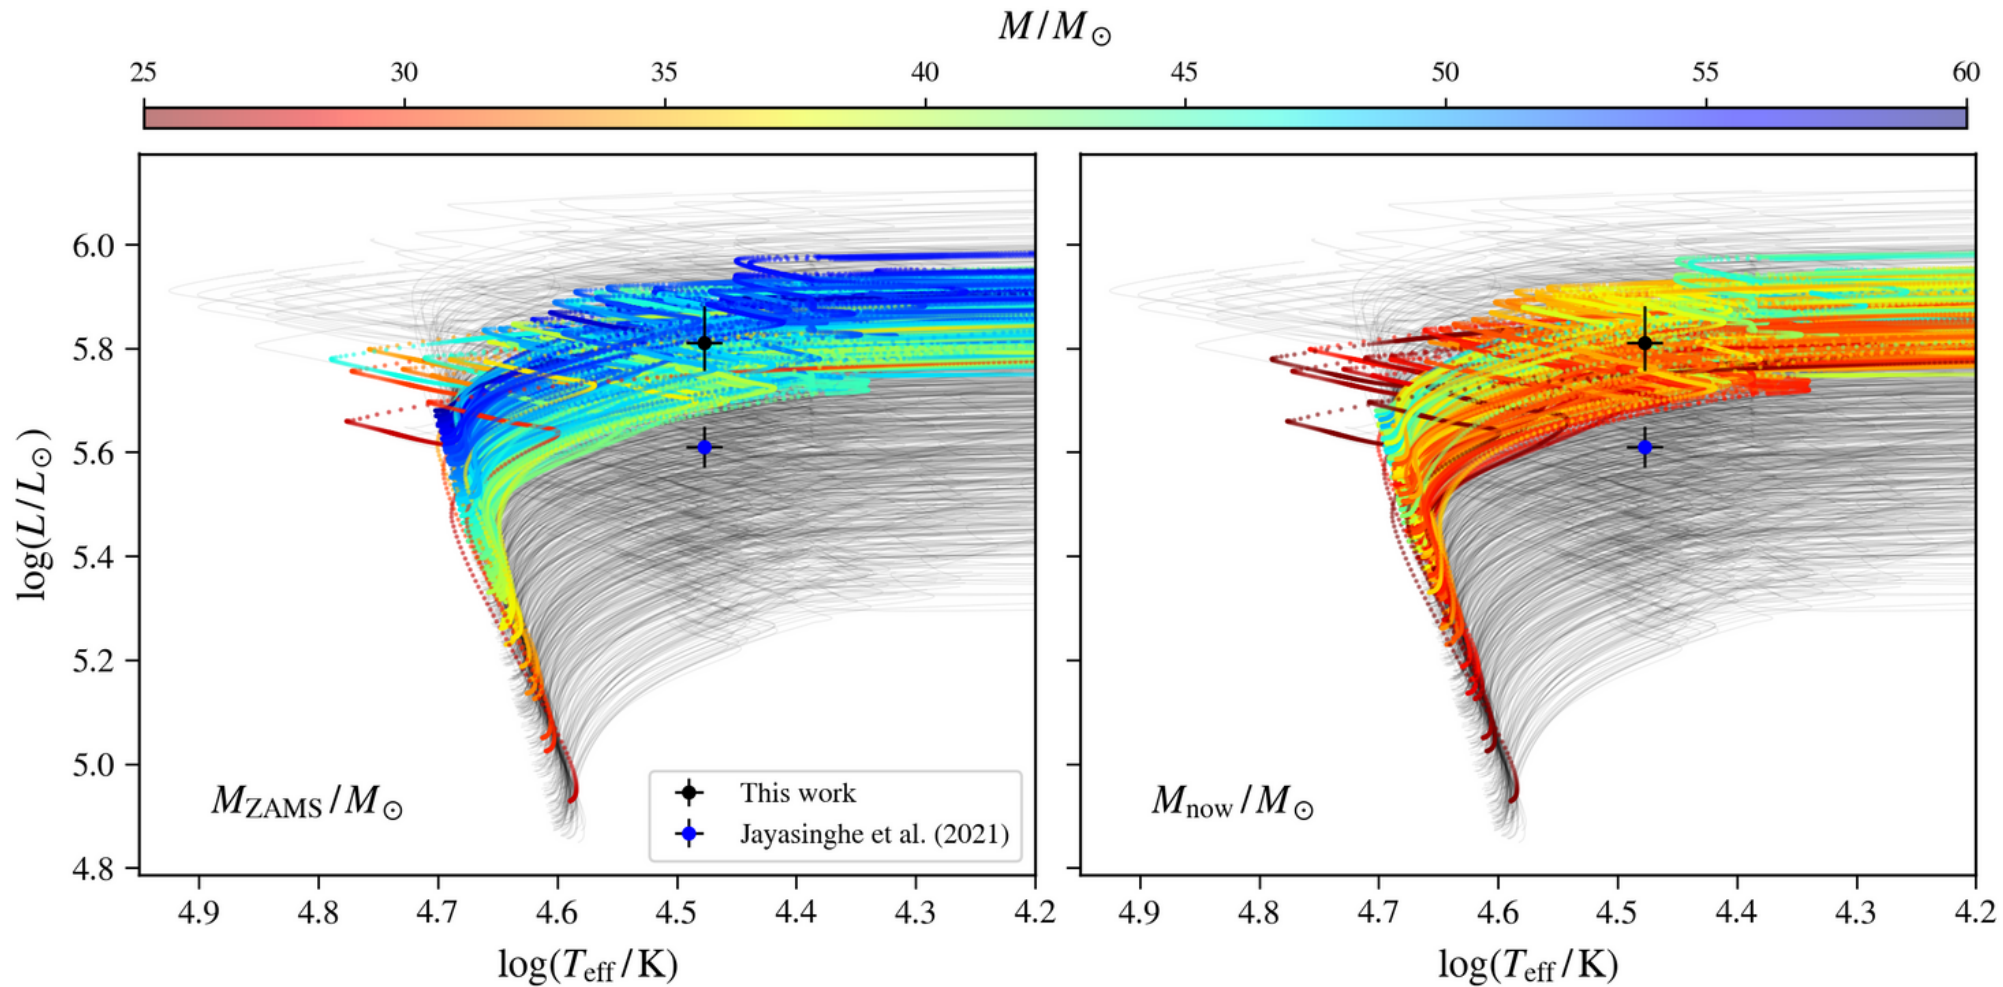 M/M☉
25 30 35 40 45 50 55 60
log(L/L☉)
6.0
5.8
5.6
5.4
5.2
5.0
4.8
M_ZAMS/M☉
This work
Jayasinghe et al. (2021)
4.9 4.8 4.7 4.6 4.5 4.4 4.3 4.2
log(T_eff/K)
M_now/M☉
4.9 4.8 4.7 4.6 4.5 4.4 4.3 4.2
log(T_eff/K)